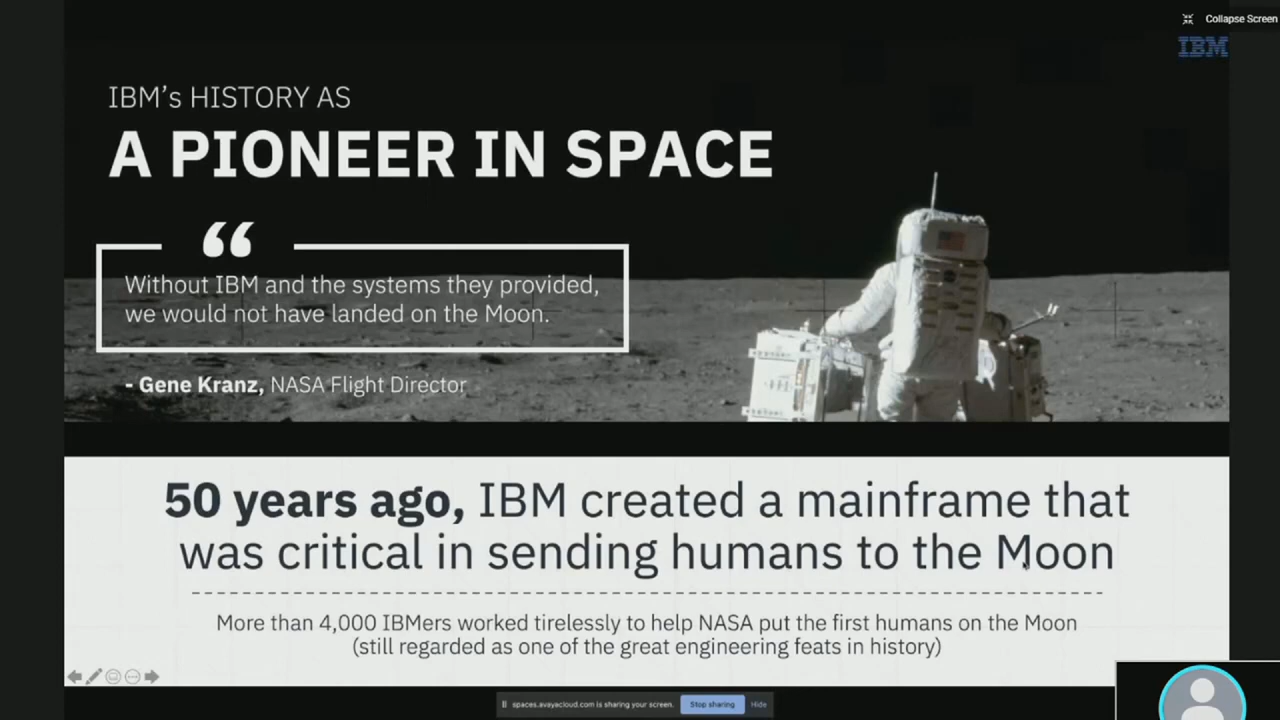 Collapse Screen
IBM
IBM's HISTORY AS
A PIONEER IN SPACE
“
Without IBM and the systems they provided,
we would not have landed on the Moon.
- Gene Kranz, NASA Flight Director
50 years ago, IBM created a mainframe that
was critical in sending humans to the Moon
More than 4,000 IBMers worked tirelessly to help NASA put the first humans on the Moon
(still regarded as one of the great engineering feats in history)
spaces.avayacloud.com is sharing your screen. Stop sharing Hide